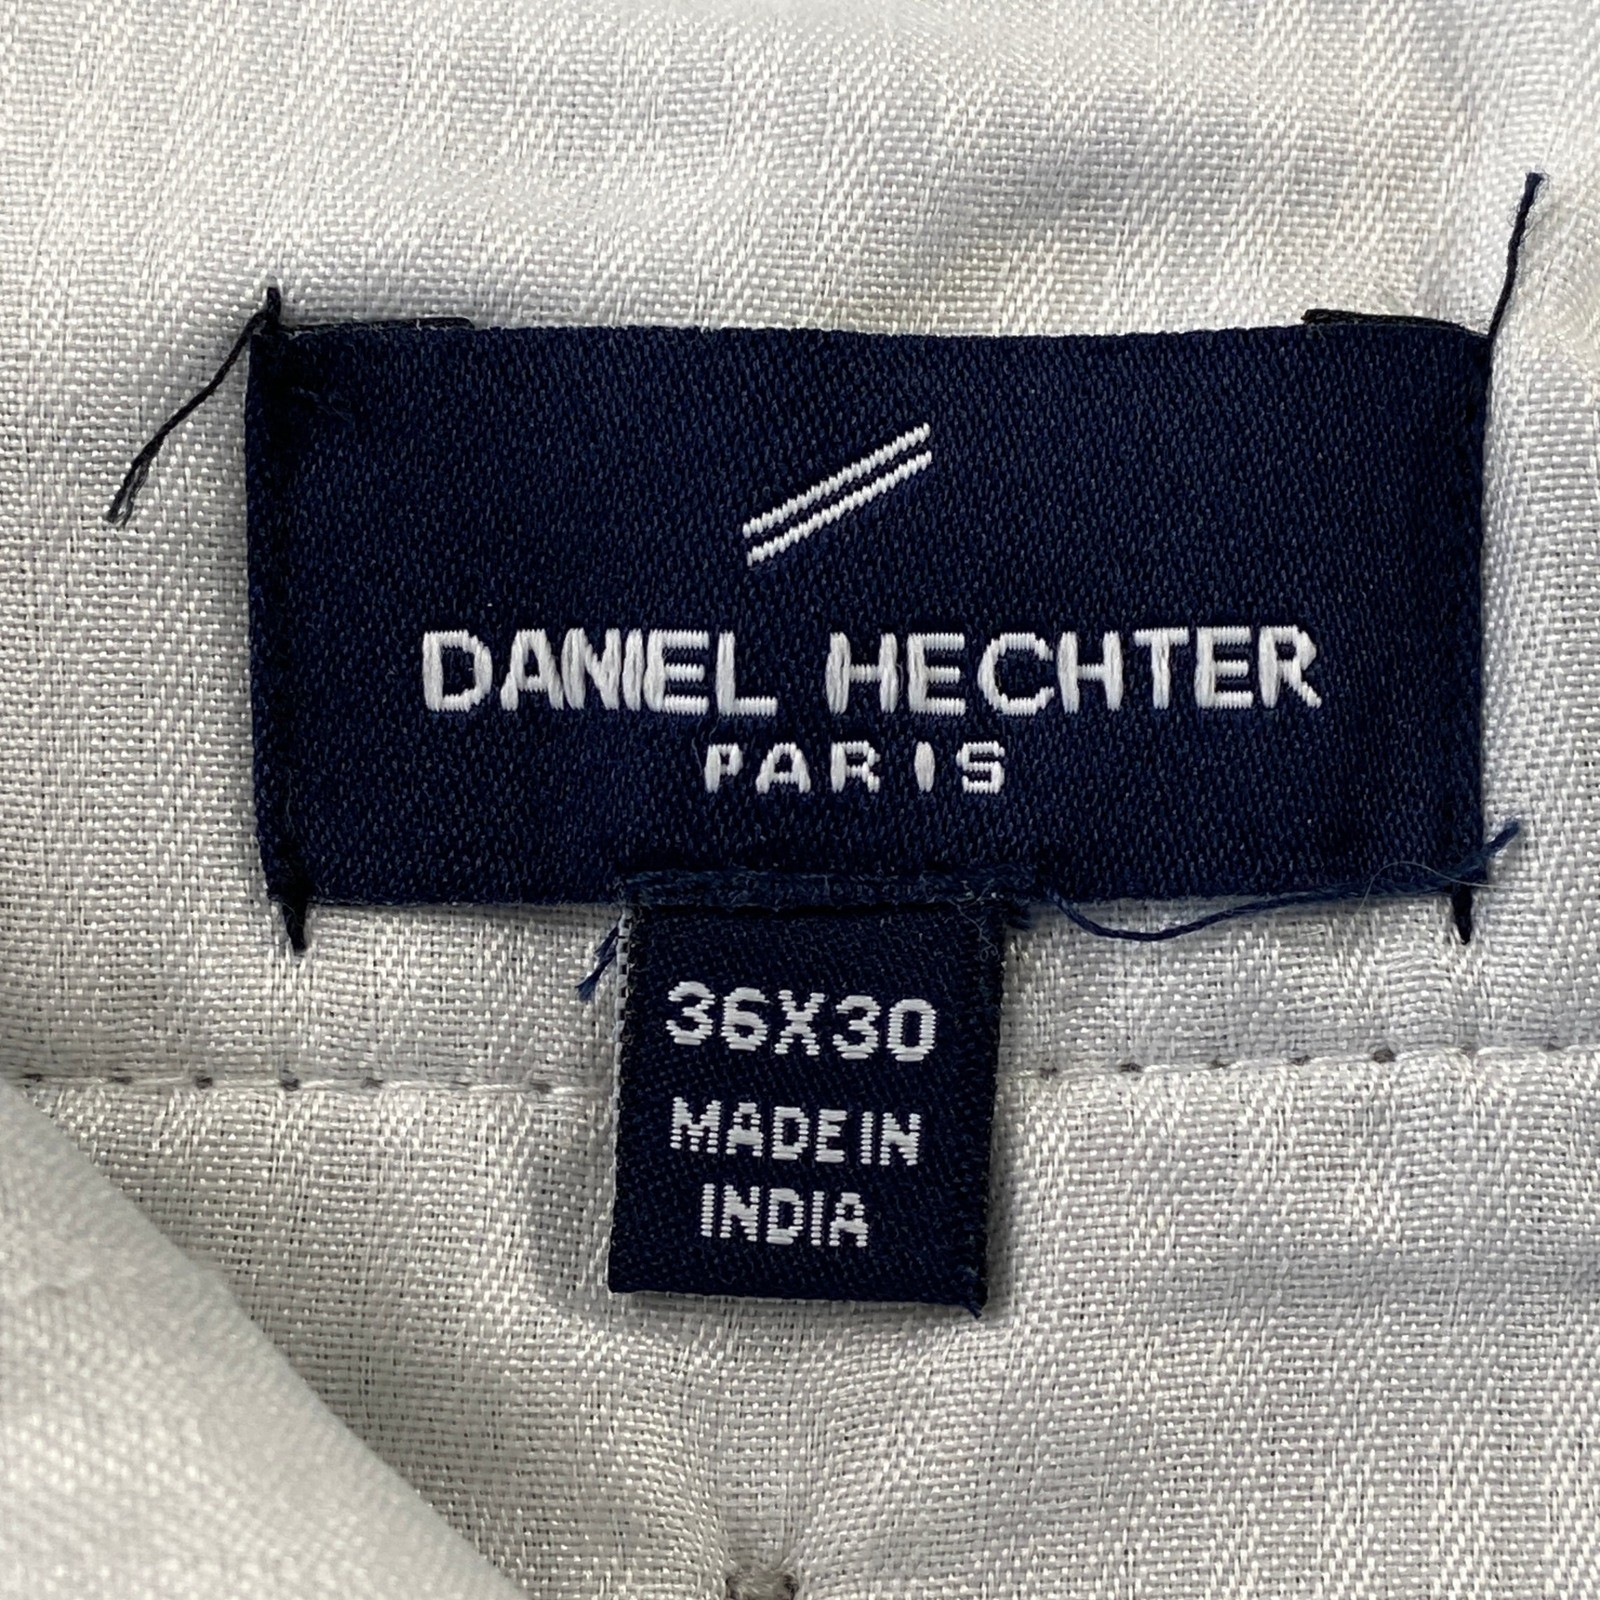 DANIEL HECHTER
PARIS
36X30
MADE IN
INDIA